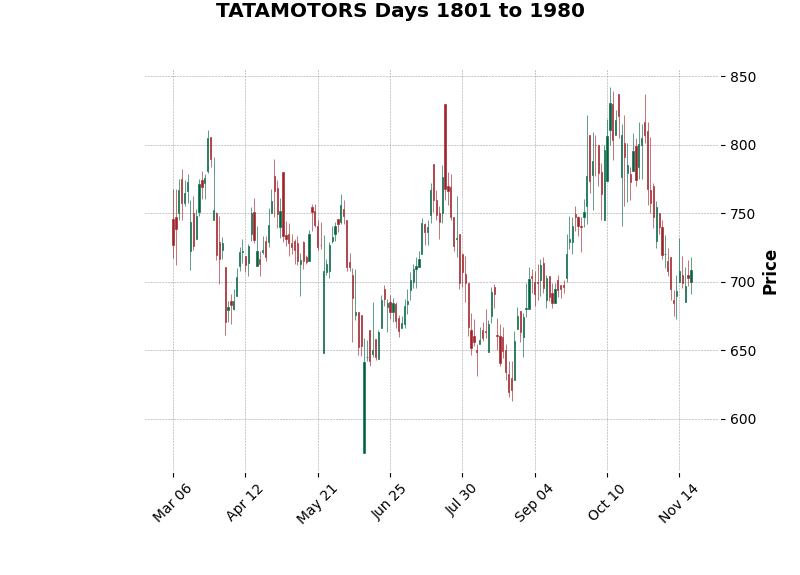 TATAMOTORS Days 1801 to 1980
850
800
750
700
650
600
Price
Mar 06
Apr 12
May 21
Jun 25
Jul 30
Sep 04
Oct 10
Nov 14